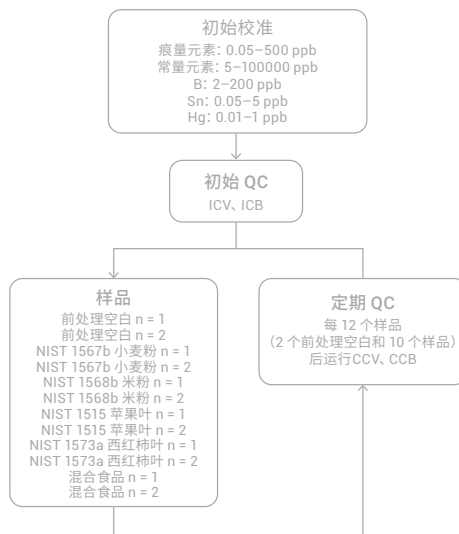 初始校准
痕量元素：0.05–500 ppb
常量元素：5–100000 ppb
B：2–200 ppb
Sn：0.05–5 ppb
Hg：0.01–1 ppb
初始 QC
ICV、ICB
样品
前处理空白 n = 1
前处理空白 n = 2
NIST 1567b 小麦粉 n = 1
NIST 1567b 小麦粉 n = 2
NIST 1568b 米粉 n = 1
NIST 1568b 米粉 n = 2
NIST 1515 苹果叶 n = 1
NIST 1515 苹果叶 n = 2
NIST 1573a 西红柿叶 n = 1
NIST 1573a 西红柿叶 n = 2
混合食品 n = 1
混合食品 n = 2
定期 QC
每 12 个样品
（2 个前处理空白和 10 个样品）
后运行CCV、CCB